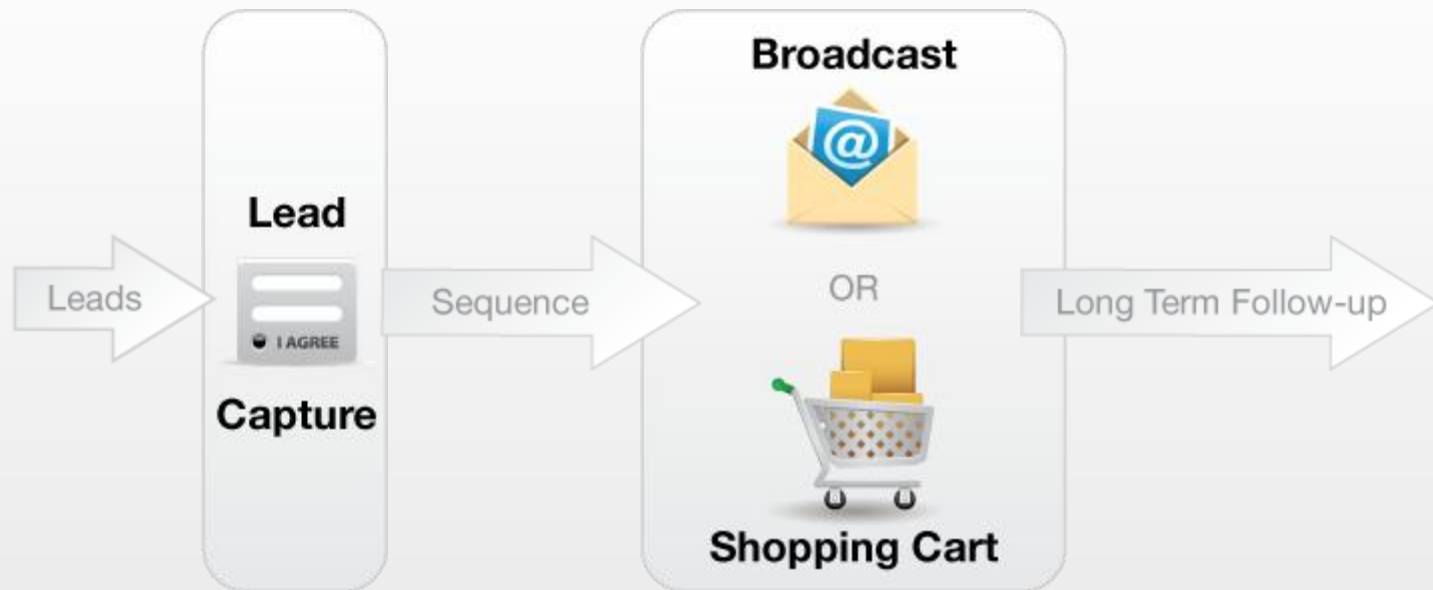 Leads
Lead
I AGREE
Capture
Sequence
Broadcast
@
OR
Shopping Cart
Long Term Follow-up